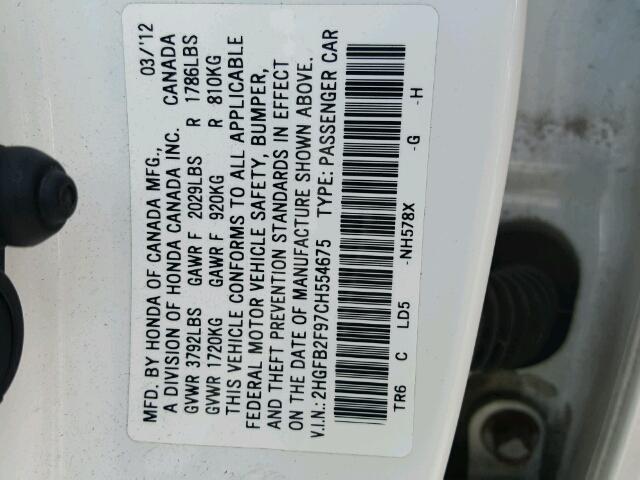 MFD. BY HONDA OF CANADA MFG., 03/'12
A DIVISION OF HONDA CANADA INC. CANADA
GVWR 3792LBS GAWR F 2029LBS R 1786LBS
GVWR 1720KG GAWR F 920KG R 810KG
THIS VEHICLE CONFORMS TO ALL APPLICABLE
FEDERAL MOTOR VEHICLE SAFETY, BUMPER,
AND THEFT PREVENTION STANDARDS IN EFFECT
ON THE DATE OF MANUFACTURE SHOWN ABOVE.
V.I.N.: 2HGFB2F97CH554675 TYPE: PASSENGER CAR
TR6 C LD5 -NH578X -G -H